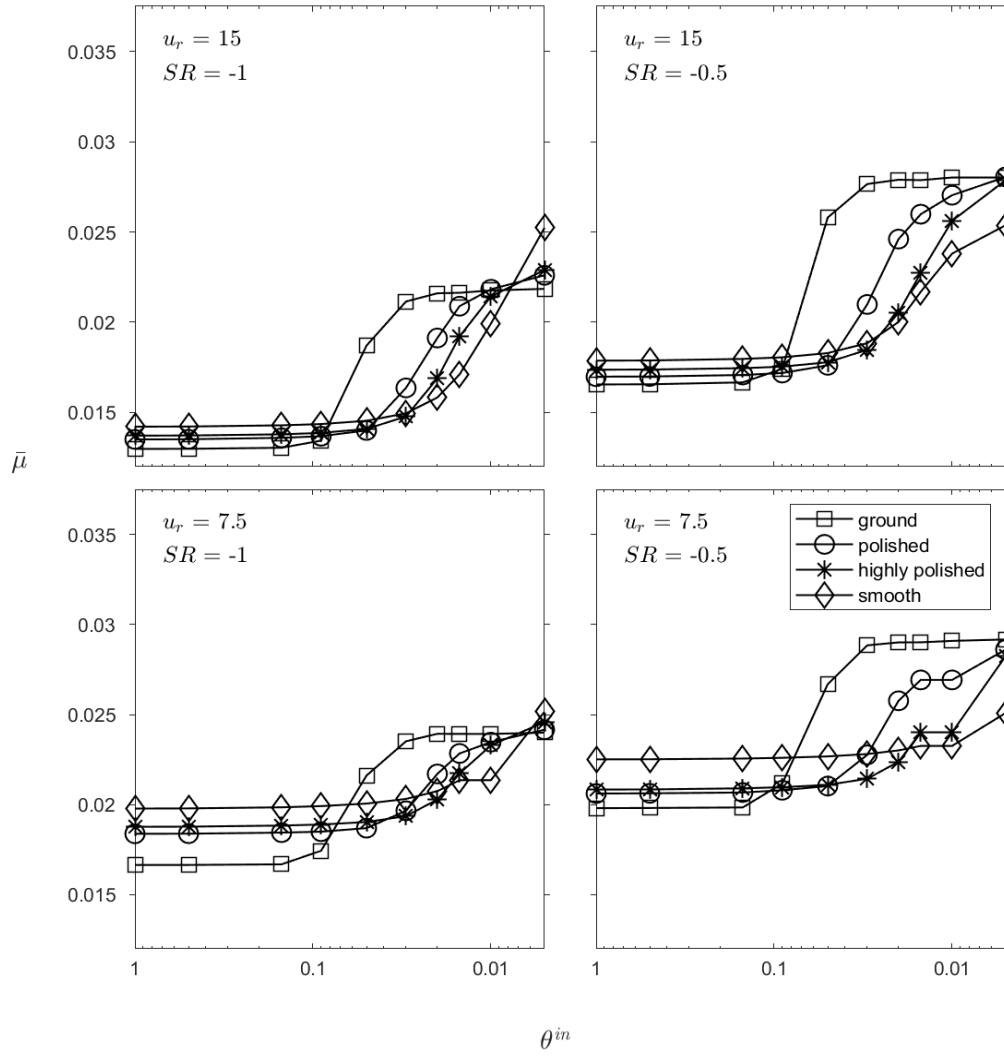 u_r = 15
SR = -1
0.035
0.03
0.025
0.02
0.015
u_r = 15
SR = -0.5
μ̄
u_r = 7.5
SR = -1
0.035
0.03
0.025
0.02
0.015
1
0.1
0.01
u_r = 7.5
SR = -0.5
ground
polished
highly polished
smooth
1
0.1
0.01
θ^{in}